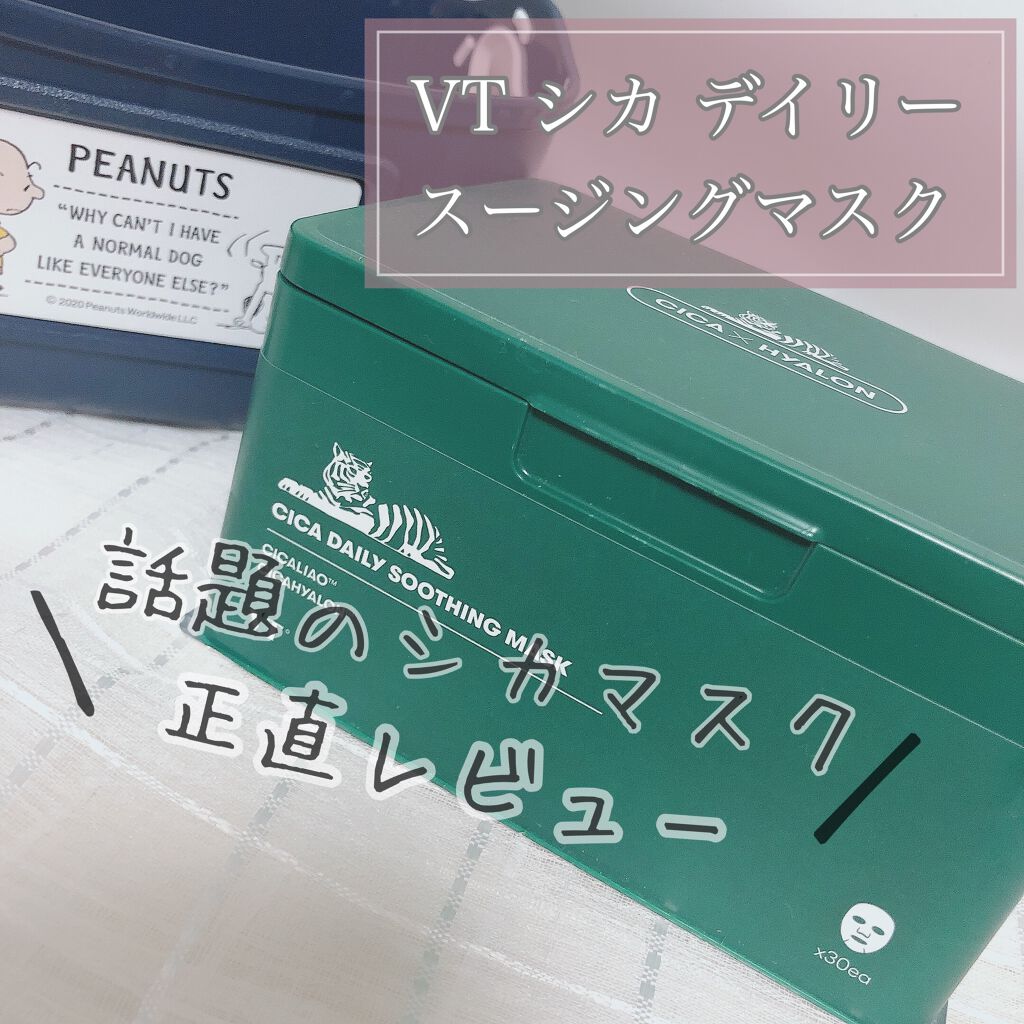 VT シカ デイリー
スージングマスク
PEANUTS
"WHY CAN'T I HAVE
A NORMAL DOG
LIKE EVERYONE ELSE?"
© 2020 Peanuts Worldwide LLC
CICA × HYALON
CICA DAILY SOOTHING MASK
CICALIAO™
CICAHYALON
話題のシカマスク
正直レビュー
x30ea